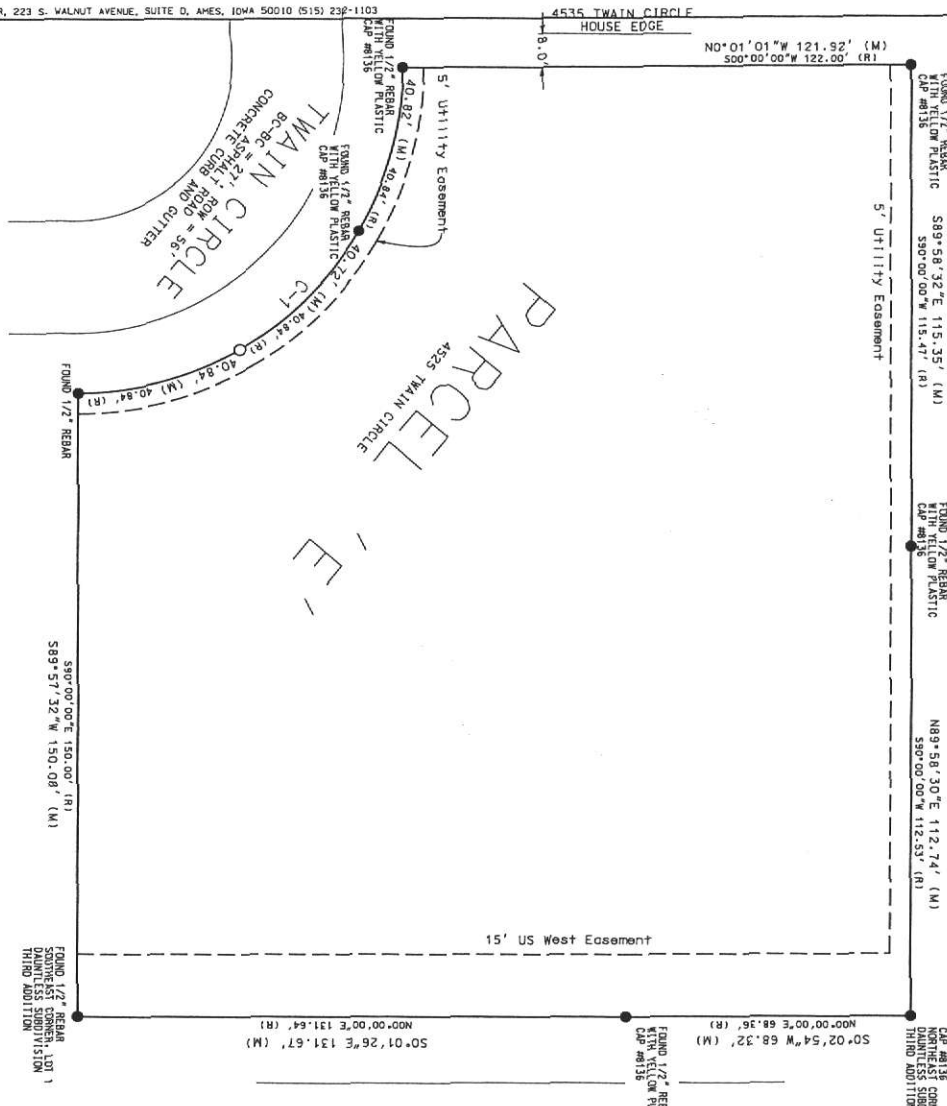 R, 223 S. WALNUT AVENUE, SUITE D, AMES, IOWA 50010 (515) 232-1103
4535 TWAIN CIRCLE
HOUSE EDGE
8.0'
N0°01'01"W 121.92' (M)
S00°00'00"W 122.00' (R)
FOUND 1/2" REBAR
WITH YELLOW PLASTIC
CAP #8136
FOUND 1/2" REBAR
WITH YELLOW PLASTIC
CAP #8136
40.82' (M) 40.84' (R)
5' Utility Easement
TWAIN CIRCLE
BC-BC = 27', ROW = 56'
ASPHALT ROAD
CONCRETE CURB AND GUTTER
FOUND 1/2" REBAR
WITH YELLOW PLASTIC
CAP #8136
40.72' (M) 40.84' (R)
C-1
40.84' (M) 40.84' (R)
FOUND 1/2" REBAR
5' Utility Easement
S89°58'32"E 115.35' (M)
S90°00'00"W 115.47' (R)
PARCEL 'E'
4525 TWAIN CIRCLE
FOUND 1/2" REBAR
WITH YELLOW PLASTIC
CAP #8136
N89°58'30"E 112.74' (M)
S90°00'00"W 112.53' (R)
S90°00'00"E 150.00' (R)
S89°57'32"W 150.08' (M)
15' US West Easement
FOUND 1/2" REBAR
SOUTHEAST CORNER, LOT 1
DAUNTLESS SUBDIVISION
THIRD ADDITION
N00°00'00"E 131.64' (R)
S0°01'26"E 131.67' (M)
FOUND 1/2" REB
WITH YELLOW PL
CAP #8136
N00°00'00"E 68.36' (R)
S0°02'54"W 68.32' (M)
CAP #8136
NORTHEAST COR
DAUNTLESS SUB
THIRD ADDITION